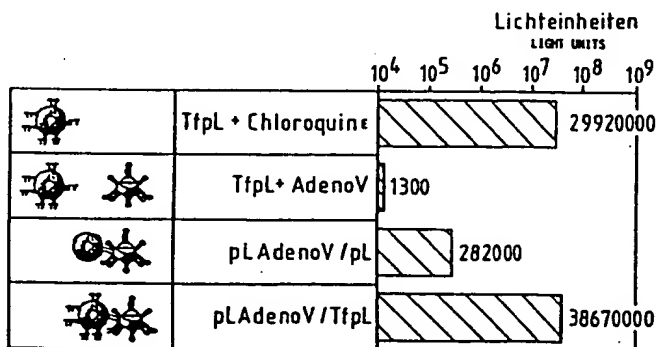 Lichteinheiten
LIGHT UNITS
10⁴ 10⁵ 10⁶ 10⁷ 10⁸ 10⁹
TfpL + Chloroquine 29920000
TfpL+ AdenoV 1300
pLAdenoV/pL 282000
pLAdenoV/TfpL 38670000